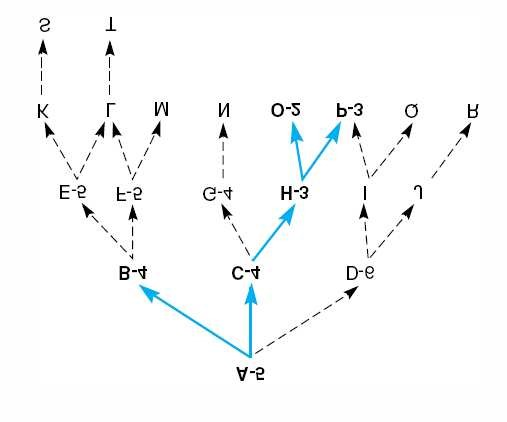 A-5
B-4 C-4 D-6
E-5 F-5 G-4 H-3 I J
K L M N O-2 P-3 Q R
S T